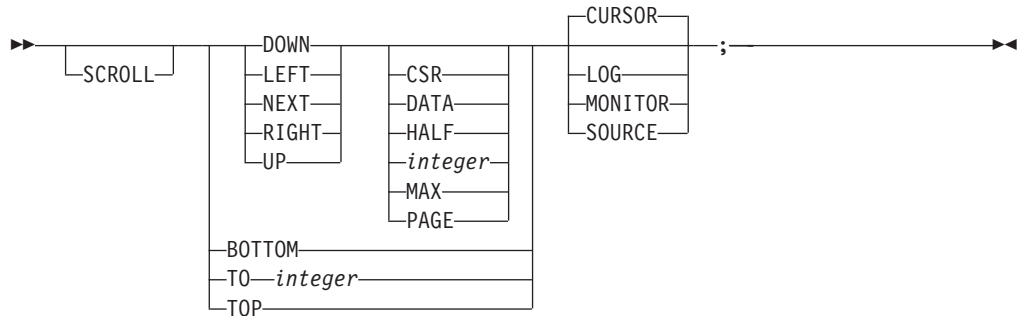 CURSOR
DOWN ;
SCROLL LEFT CSR LOG
NEXT DATA MONITOR
RIGHT HALF SOURCE
UP integer
MAX
PAGE
BOTTOM
TO integer
TOP